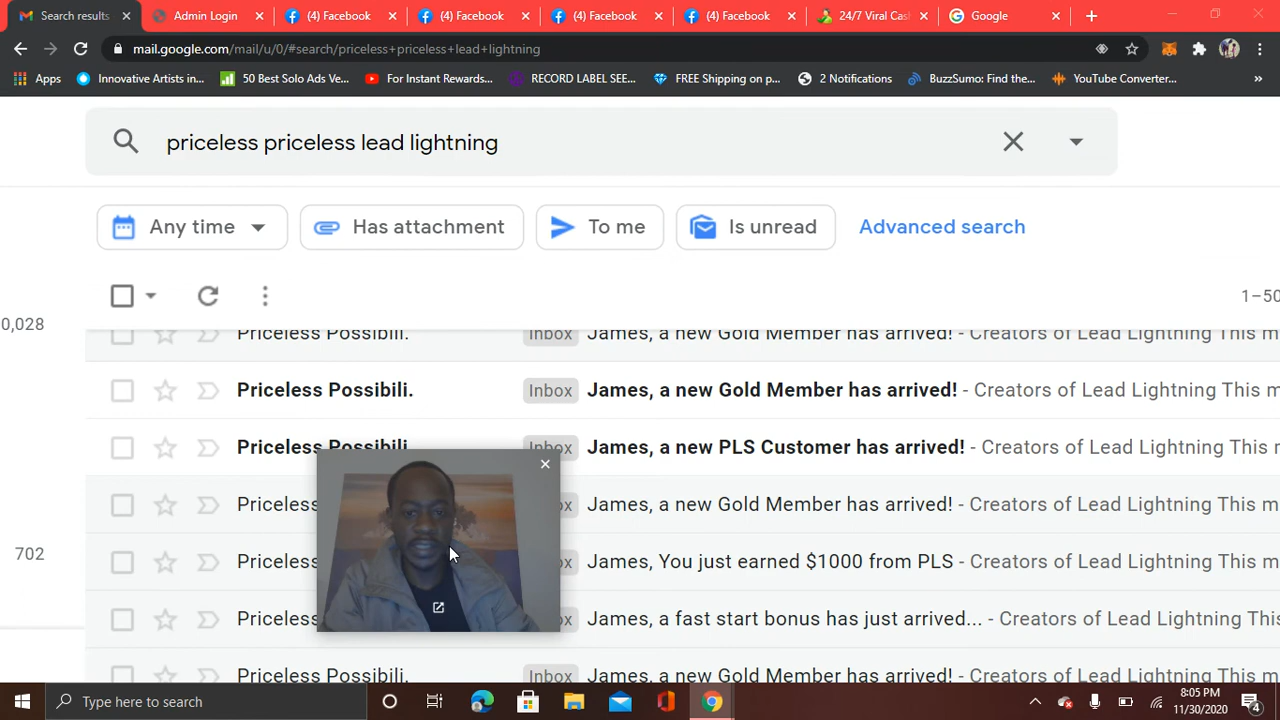 Search results
Admin Login
(4) Facebook
(4) Facebook
(4) Facebook
(4) Facebook
24/7 Viral Cas
Google
mail.google.com/mail/u/0/#search/priceless+priceless+lead+lightning
Apps
Innovative Artists in...
50 Best Solo Ads Ve...
For Instant Rewards...
RECORD LABEL SEE...
FREE Shipping on p...
2 Notifications
BuzzSumo: Find the...
YouTube Converter...
»
priceless priceless lead lightning
Any time
Has attachment
To me
Is unread
Advanced search
1–50
0,028
Priceless Possibili. Inbox James, a new Gold Member has arrived! - Creators of Lead Lightning This m
Priceless Possibili. Inbox James, a new Gold Member has arrived! - Creators of Lead Lightning This m
Priceless Possibili. Inbox James, a new PLS Customer has arrived! - Creators of Lead Lightning This m
Priceless James, a new Gold Member has arrived! - Creators of Lead Lightning This m
702
Priceless James, You just earned $1000 from PLS - Creators of Lead Lightning This m
Priceless James, a fast start bonus has just arrived... - Creators of Lead Lightning This
Priceless Possibili. Inbox James, a new Gold Member has arrived! - Creators of Lead Lightning This m
Type here to search
8:05 PM
11/30/2020
4